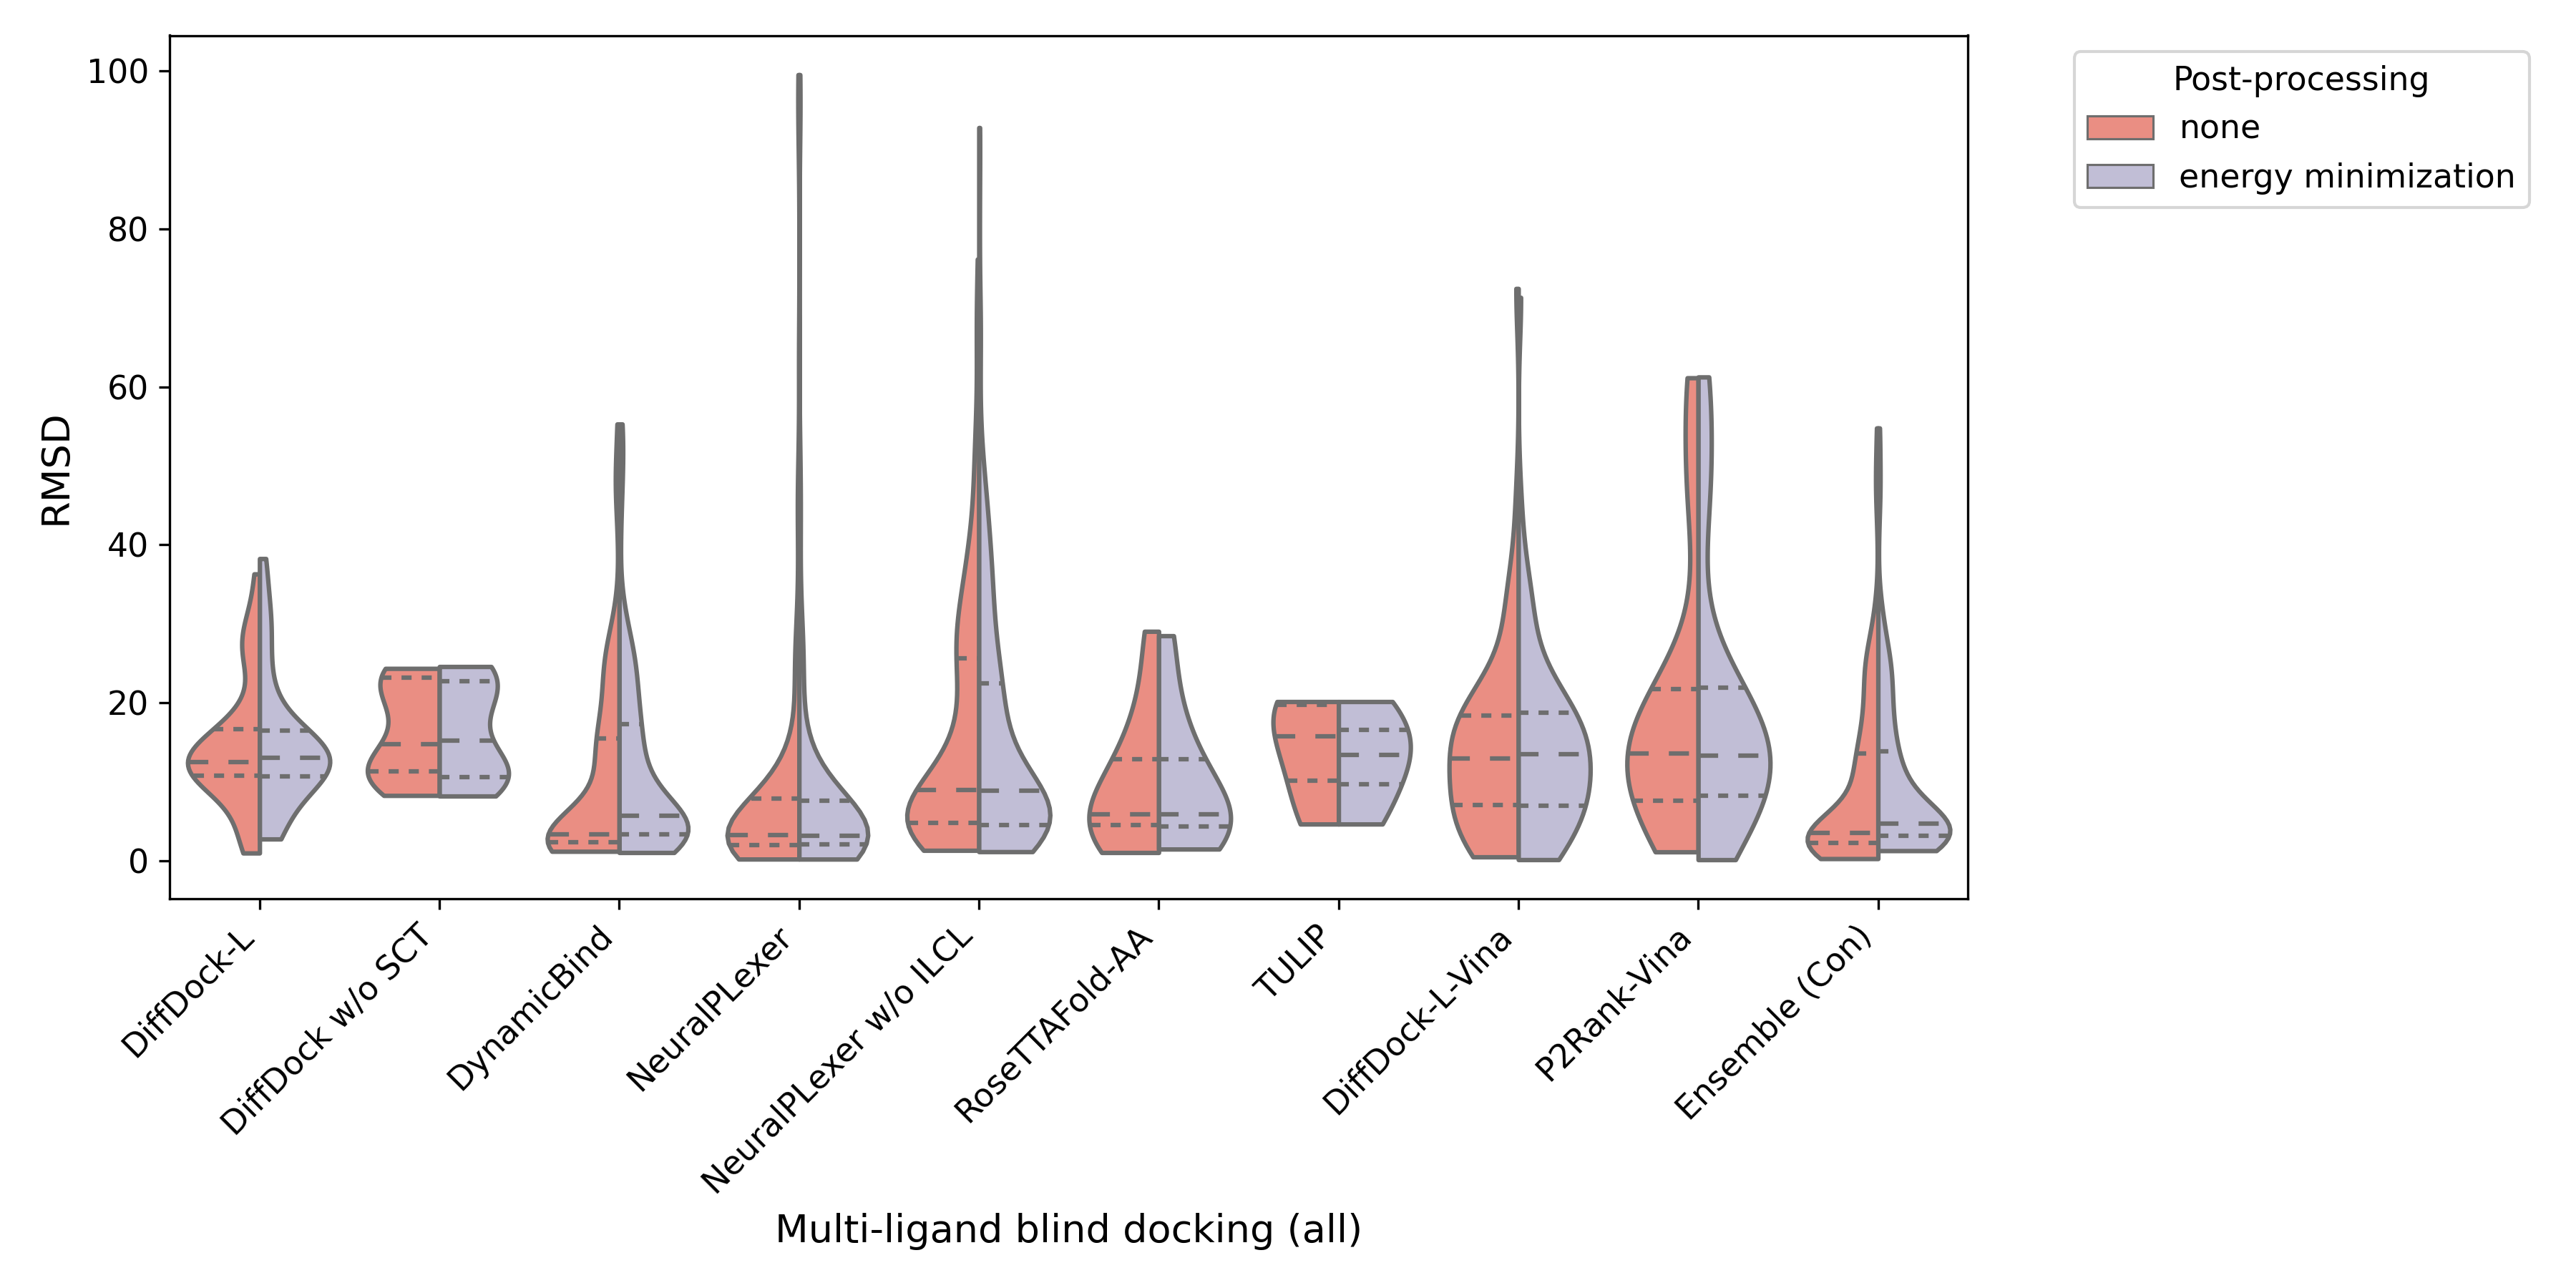 100
80
60
40
20
0
RMSD
DiffDock-L
DiffDock w/o SCT
DynamicBind
NeuralPLexer
NeuralPLexer w/o ILCL
RoseTTAFold-AA
TULIP
DiffDock-L-Vina
P2Rank-Vina
Ensemble (Con)
Multi-ligand blind docking (all)
Post-processing
none
energy minimization